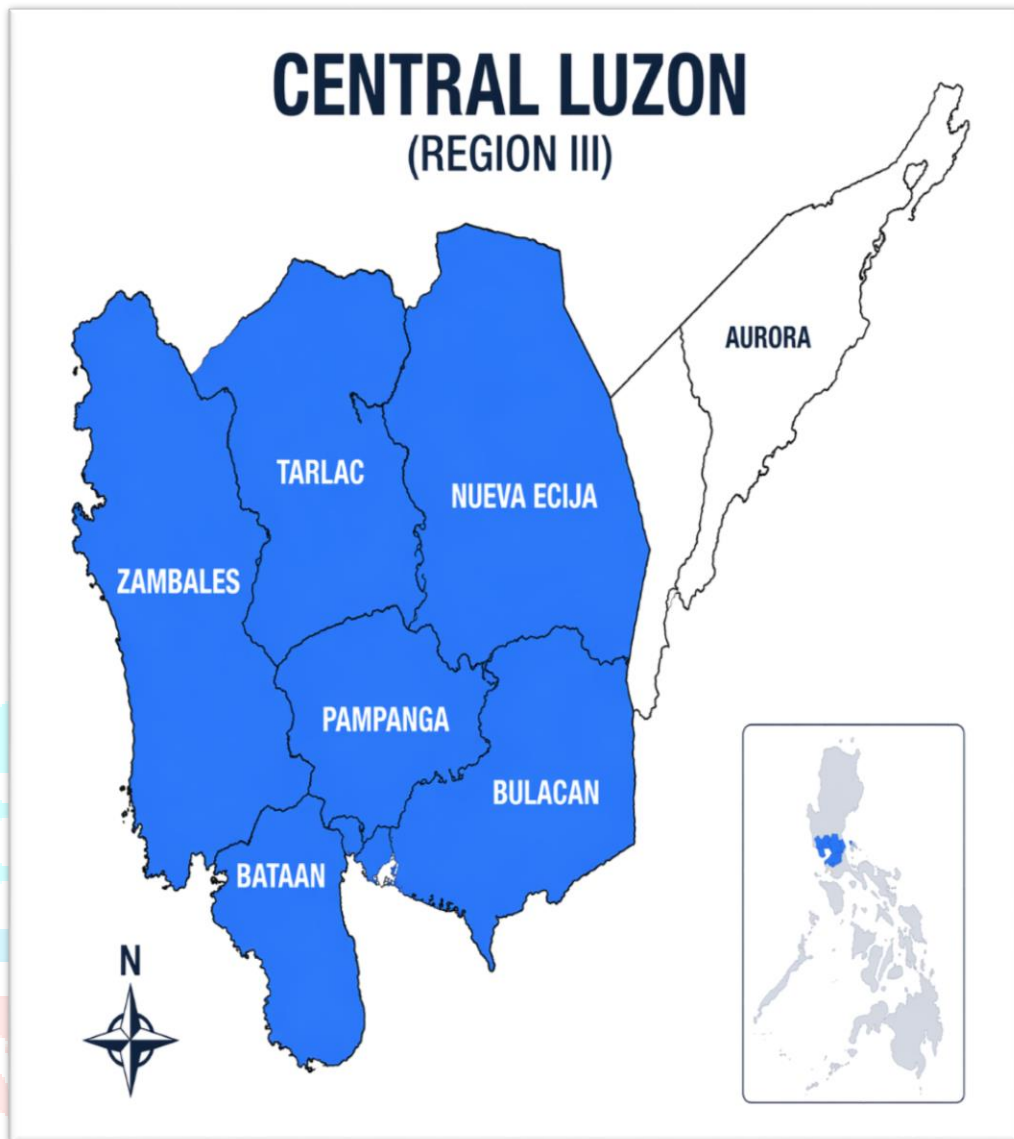 CENTRAL LUZON
(REGION III)
AURORA
TARLAC
NUEVA ECIJA
ZAMBALES
PAMPANGA
BULACAN
BATAAN
N